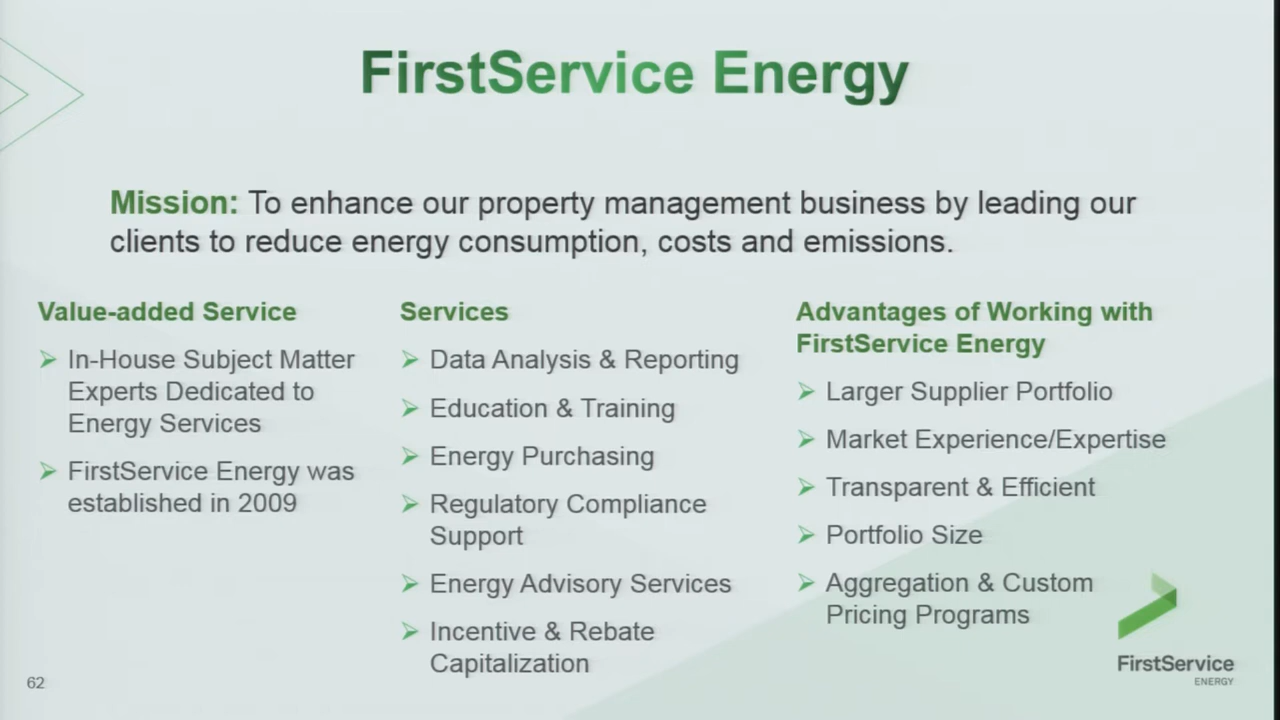 FirstService Energy
Mission: To enhance our property management business by leading our
clients to reduce energy consumption, costs and emissions.
Value-added Service
In-House Subject Matter
Experts Dedicated to
Energy Services
FirstService Energy was
established in 2009
Services
Data Analysis & Reporting
Education & Training
Energy Purchasing
Regulatory Compliance
Support
Energy Advisory Services
Incentive & Rebate
Capitalization
Advantages of Working with
FirstService Energy
Larger Supplier Portfolio
Market Experience/Expertise
Transparent & Efficient
Portfolio Size
Aggregation & Custom
Pricing Programs
FirstService
ENERGY
62